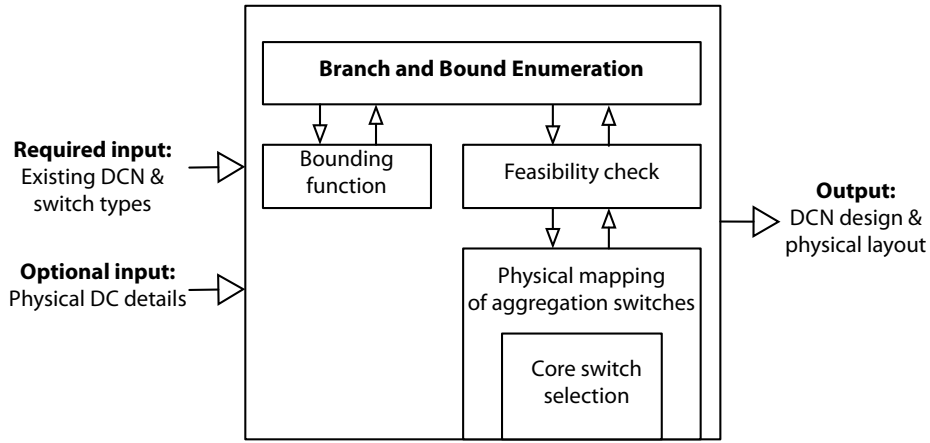 Branch and Bound Enumeration
Bounding
function
Feasibility check
Required input:
Existing DCN &
switch types
Optional input:
Physical DC details
Physical mapping
of aggregation switches
Core switch
selection
Output:
DCN design &
physical layout